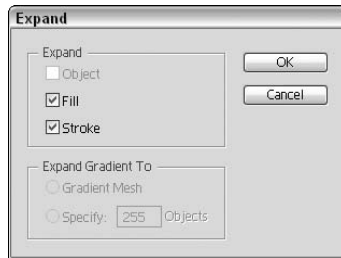 Expand
Expand
Object
Fill
Stroke
OK
Cancel
Expand Gradient To
Gradient Mesh
Specify: 255 Objects